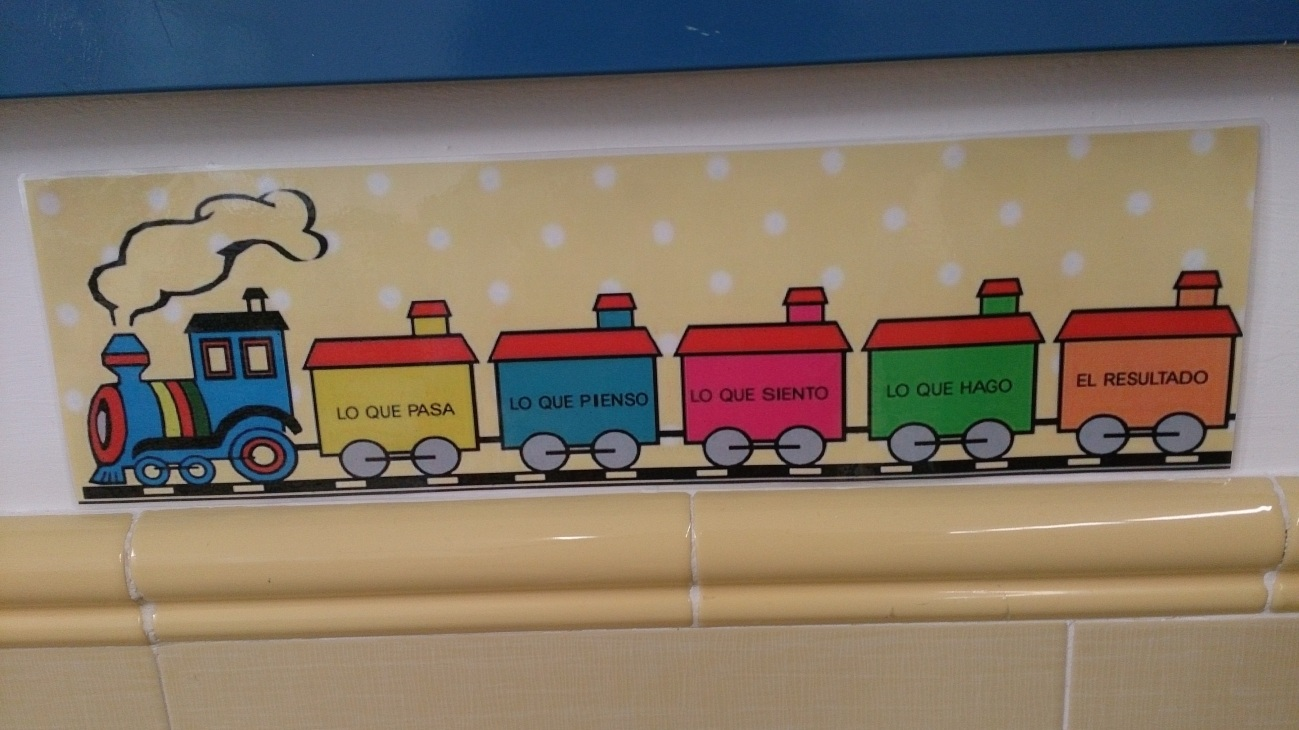 LO QUE PASA
LO QUE PIENSO
LO QUE SIENTO
LO QUE HAGO
EL RESULTADO